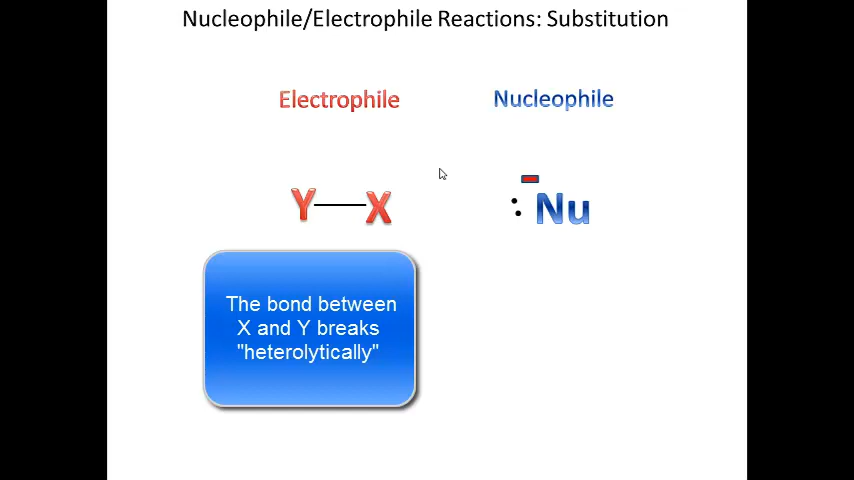 Nucleophile/Electrophile Reactions: Substitution
Electrophile Nucleophile
Y X :Nu
The bond between
X and Y breaks
"heterolytically"